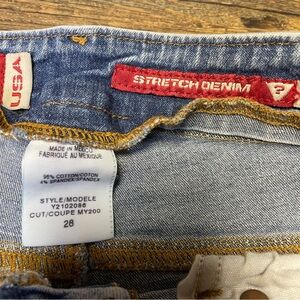 USA
STRETCH DENIM
?
MADE IN MEXICO
FABRIQUÉ AU MEXIQUE
96% COTTON/COTON
4% SPANDEX/SPANDEX
STYLE/MODELE
Y2102086
CUT/COUPE MY200
28